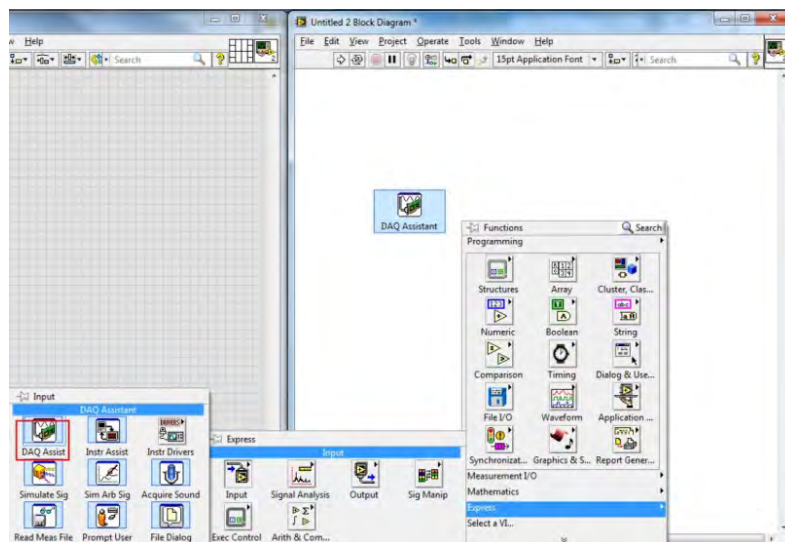 w Help
Search
2
Untitled 2 Block Diagram *
File Edit View Project Operate Tools Window Help
15pt Application Font
Search
2
DAQ Assistant
Functions
Search
Programming
Structures Array Cluster, Clas...
Numeric Boolean String
Comparison Timing Dialog & Use...
File I/O Waveform Application ...
Synchronizat... Graphics & S... Report Gener...
Measurement I/O
Mathematics
Express
Select a VI...
Input
DAQ Assistant
DAQ Assist Instr Assist Instr Drivers
Simulate Sig Sim Arb Sig Acquire Sound
Read Meas File Prompt User File Dialog
Express
Input
Input Signal Analysis Output Sig Manip
Exec Control Arith & Com...